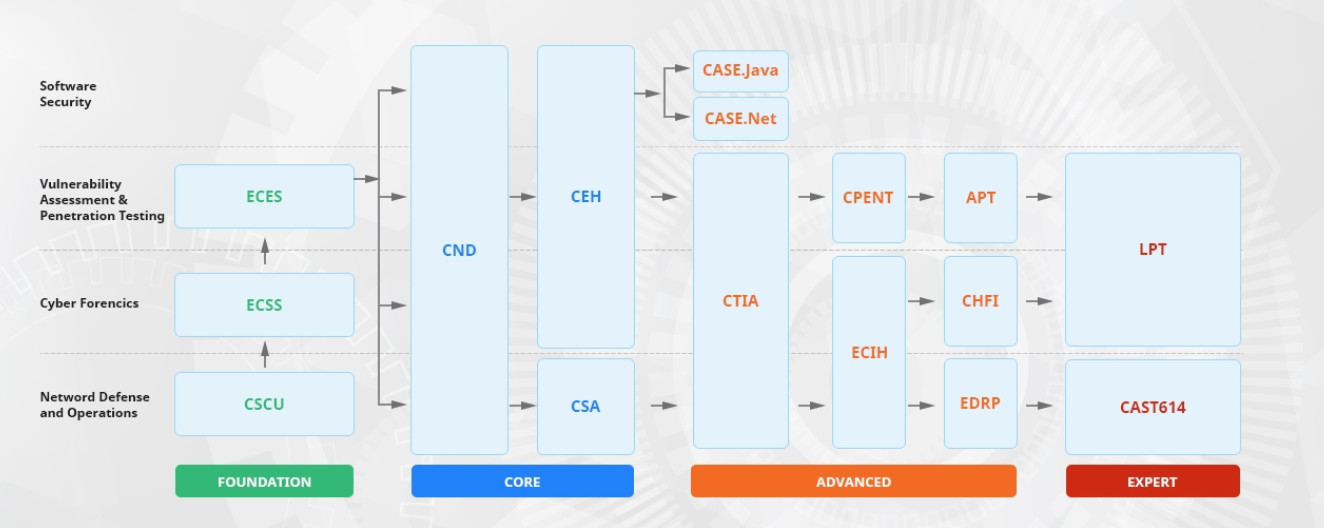 Software
Security
CASE.Java
CASE.Net
Vulnerability
Assessment &
Penetration Testing
ECES
CND
CEH
CTIA
CPENT
APT
LPT
Cyber Forencics
ECSS
ECIH
CHFI
Netword Defense
and Operations
CSCU
CSA
EDRP
CAST614
FOUNDATION
CORE
ADVANCED
EXPERT